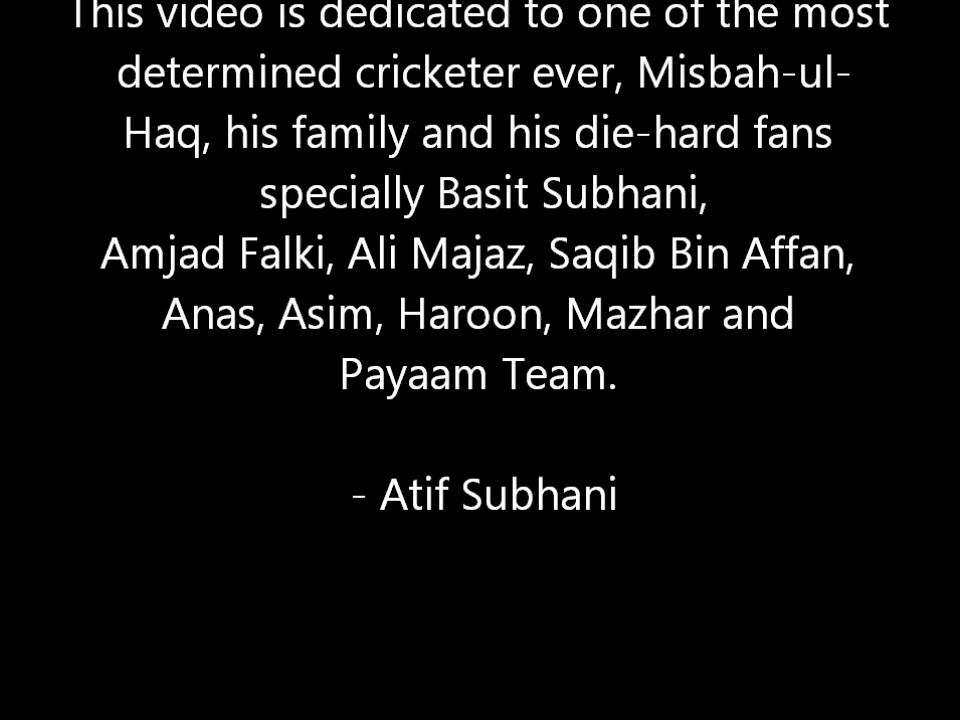 This video is dedicated to one of the most
determined cricketer ever, Misbah-ul-
Haq, his family and his die-hard fans
specially Basit Subhani,
Amjad Falki, Ali Majaz, Saqib Bin Affan,
Anas, Asim, Haroon, Mazhar and
Payaam Team.
- Atif Subhani